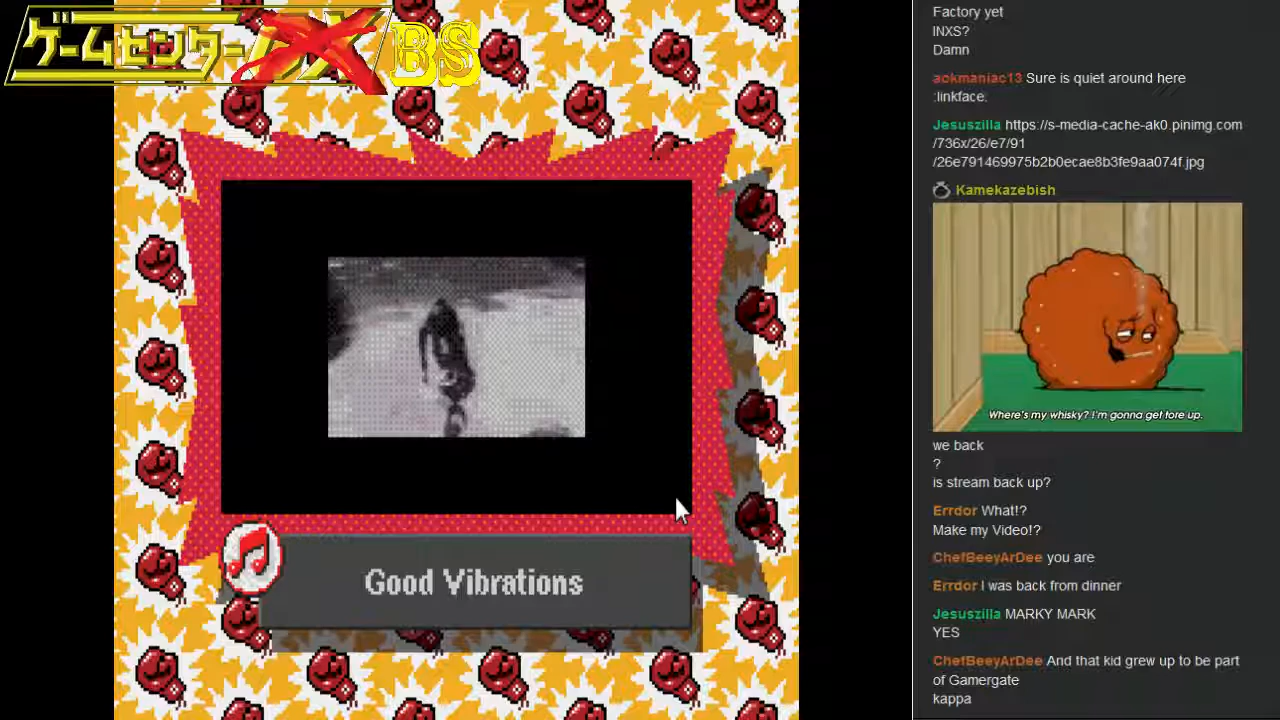 ゲームセンターDX BS
Good Vibrations
Factory yet
INXS?
Damn
aokmaniac13 Sure is quiet around here
:linkface:
Jesuszilla https://s-media-cache-ak0.pinimg.com
/736x/26/e7/91
/26e791469975b2b0ecae8b3fe9aa074f.jpg
Kamekazebish
Where's my whisky? I'm gonna get tore up.
we back
?
is stream back up?
Errdor What!?
Make my Video!?
ChefBeeyArDee you are
Errdor I was back from dinner
Jesuszilla MARKY MARK
YES
ChefBeeyArDee And that kid grew up to be part
of Gamergate
kappa